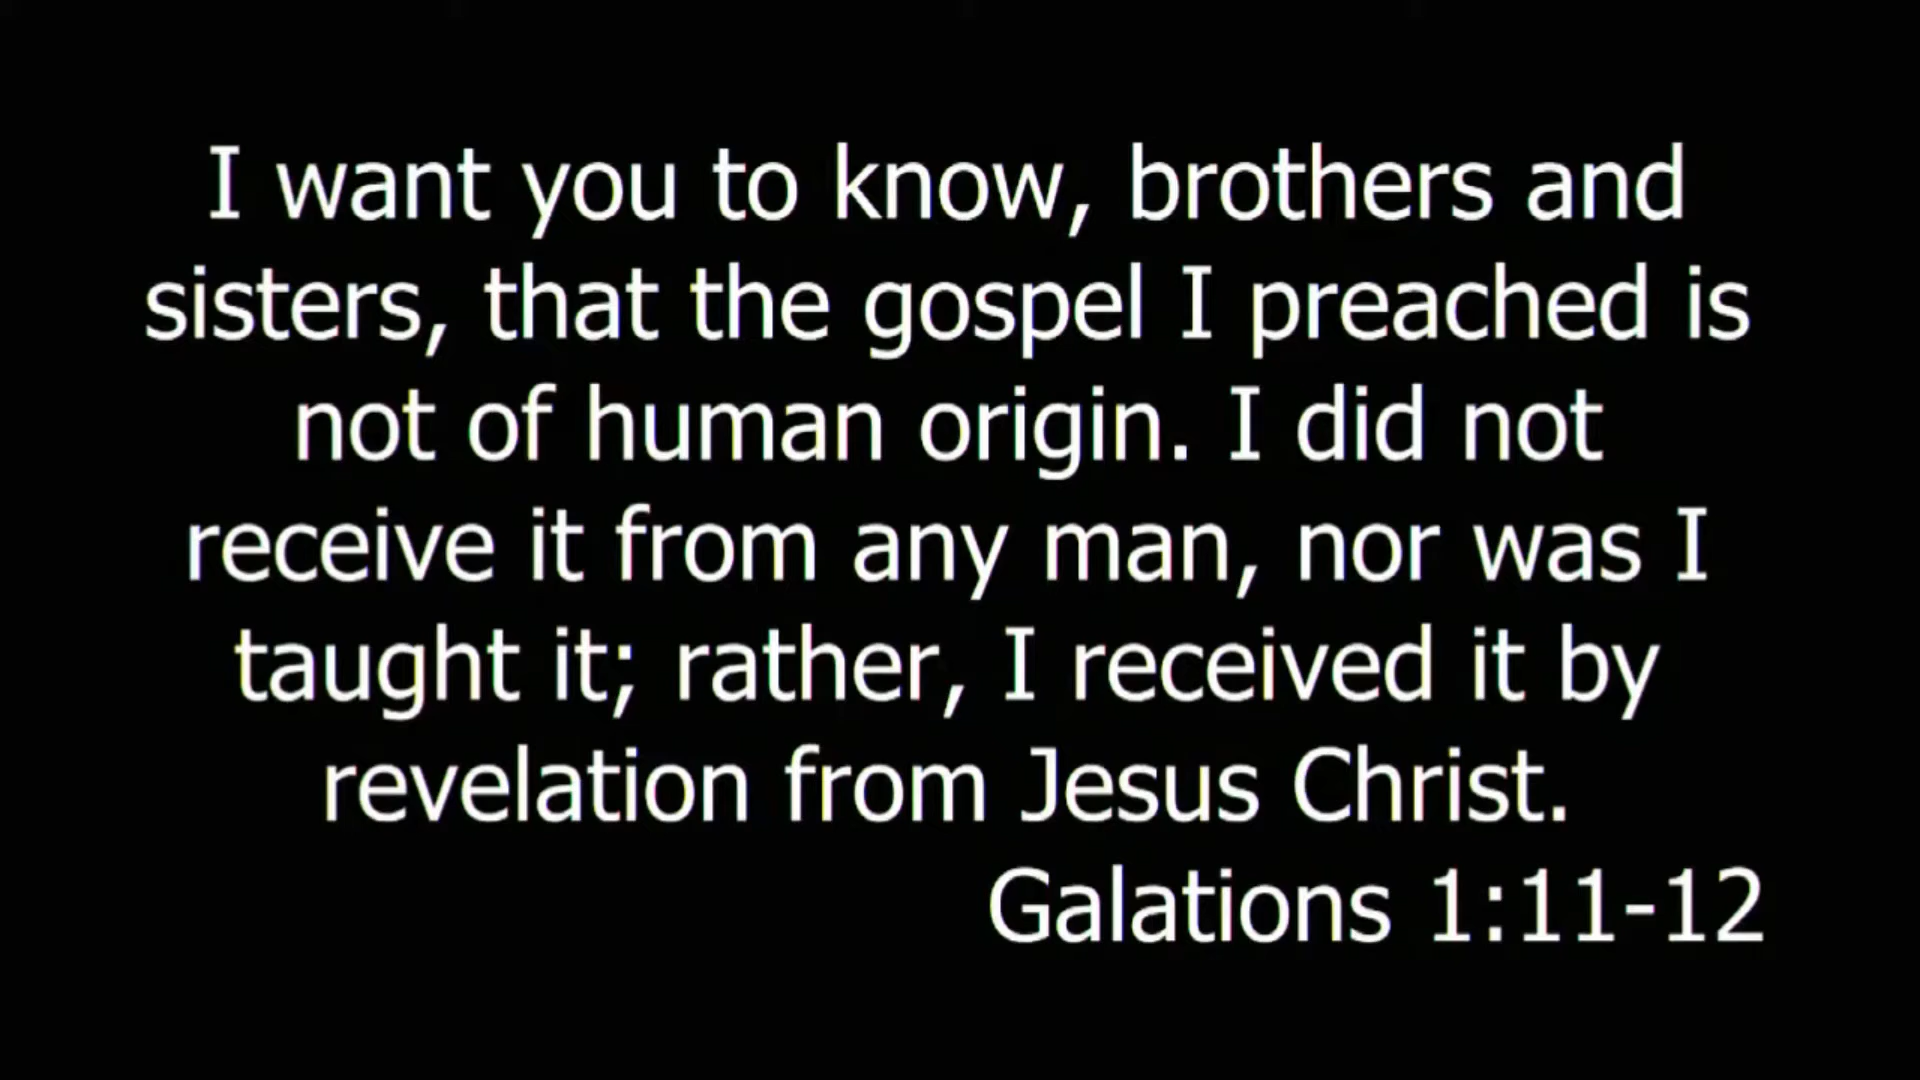 I want you to know, brothers and
sisters, that the gospel I preached is
not of human origin. I did not
receive it from any man, nor was I
taught it; rather, I received it by
revelation from Jesus Christ.
Galations 1:11-12